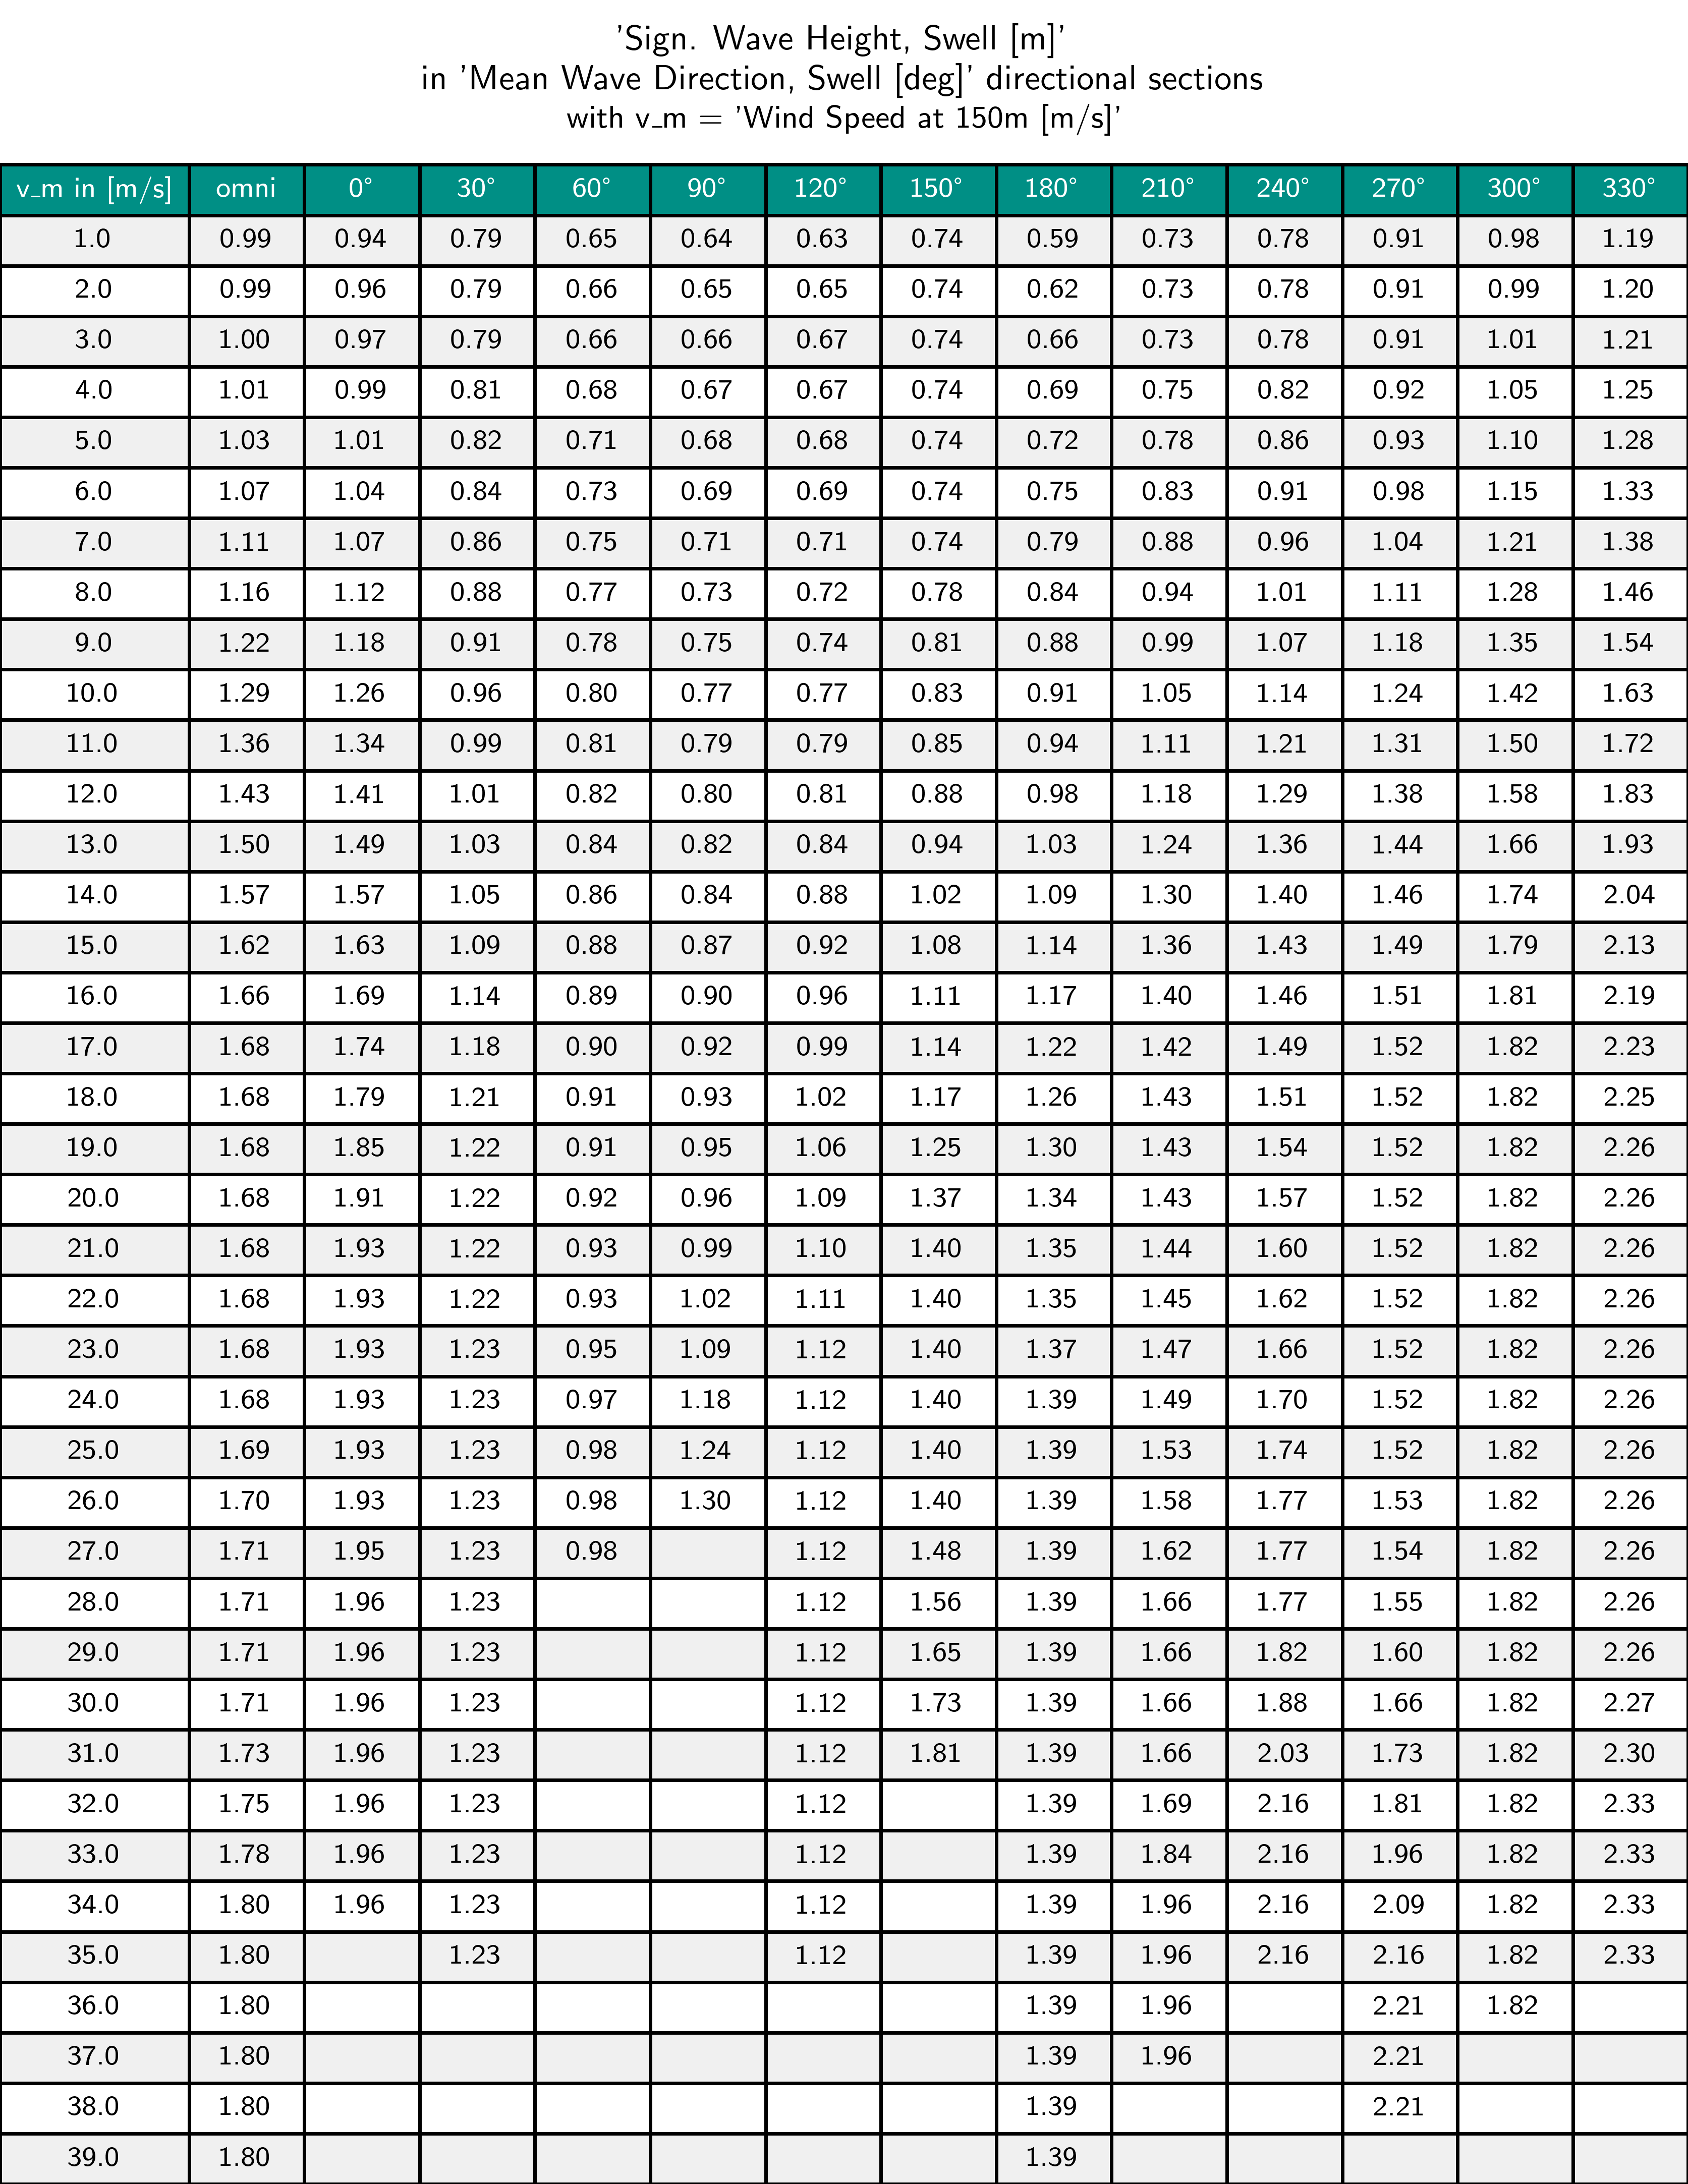 'Sign. Wave Height, Swell [m]'
in 'Mean Wave Direction, Swell [deg]' directional sections
with v_m = 'Wind Speed at 150m [m/s]'
v_m in [m/s] omni 0° 30° 60° 90° 120° 150° 180° 210° 240° 270° 300° 330°
1.0 0.99 0.94 0.79 0.65 0.64 0.63 0.74 0.59 0.73 0.78 0.91 0.98 1.19
2.0 0.99 0.96 0.79 0.66 0.65 0.65 0.74 0.62 0.73 0.78 0.91 0.99 1.20
3.0 1.00 0.97 0.79 0.66 0.66 0.67 0.74 0.66 0.73 0.78 0.91 1.01 1.21
4.0 1.01 0.99 0.81 0.68 0.67 0.67 0.74 0.69 0.75 0.82 0.92 1.05 1.25
5.0 1.03 1.01 0.82 0.71 0.68 0.68 0.74 0.72 0.78 0.86 0.93 1.10 1.28
6.0 1.07 1.04 0.84 0.73 0.69 0.69 0.74 0.75 0.83 0.91 0.98 1.15 1.33
7.0 1.11 1.07 0.86 0.75 0.71 0.71 0.74 0.79 0.88 0.96 1.04 1.21 1.38
8.0 1.16 1.12 0.88 0.77 0.73 0.72 0.78 0.84 0.94 1.01 1.11 1.28 1.46
9.0 1.22 1.18 0.91 0.78 0.75 0.74 0.81 0.88 0.99 1.07 1.18 1.35 1.54
10.0 1.29 1.26 0.96 0.80 0.77 0.77 0.83 0.91 1.05 1.14 1.24 1.42 1.63
11.0 1.36 1.34 0.99 0.81 0.79 0.79 0.85 0.94 1.11 1.21 1.31 1.50 1.72
12.0 1.43 1.41 1.01 0.82 0.80 0.81 0.88 0.98 1.18 1.29 1.38 1.58 1.83
13.0 1.50 1.49 1.03 0.84 0.82 0.84 0.94 1.03 1.24 1.36 1.44 1.66 1.93
14.0 1.57 1.57 1.05 0.86 0.84 0.88 1.02 1.09 1.30 1.40 1.46 1.74 2.04
15.0 1.62 1.63 1.09 0.88 0.87 0.92 1.08 1.14 1.36 1.43 1.49 1.79 2.13
16.0 1.66 1.69 1.14 0.89 0.90 0.96 1.11 1.17 1.40 1.46 1.51 1.81 2.19
17.0 1.68 1.74 1.18 0.90 0.92 0.99 1.14 1.22 1.42 1.49 1.52 1.82 2.23
18.0 1.68 1.79 1.21 0.91 0.93 1.02 1.17 1.26 1.43 1.51 1.52 1.82 2.25
19.0 1.68 1.85 1.22 0.91 0.95 1.06 1.25 1.30 1.43 1.54 1.52 1.82 2.26
20.0 1.68 1.91 1.22 0.92 0.96 1.09 1.37 1.34 1.43 1.57 1.52 1.82 2.26
21.0 1.68 1.93 1.22 0.93 0.99 1.10 1.40 1.35 1.44 1.60 1.52 1.82 2.26
22.0 1.68 1.93 1.22 0.93 1.02 1.11 1.40 1.35 1.45 1.62 1.52 1.82 2.26
23.0 1.68 1.93 1.23 0.95 1.09 1.12 1.40 1.37 1.47 1.66 1.52 1.82 2.26
24.0 1.68 1.93 1.23 0.97 1.18 1.12 1.40 1.39 1.49 1.70 1.52 1.82 2.26
25.0 1.69 1.93 1.23 0.98 1.24 1.12 1.40 1.39 1.53 1.74 1.52 1.82 2.26
26.0 1.70 1.93 1.23 0.98 1.30 1.12 1.40 1.39 1.58 1.77 1.53 1.82 2.26
27.0 1.71 1.95 1.23 0.98 1.12 1.48 1.39 1.62 1.77 1.54 1.82 2.26
28.0 1.71 1.96 1.23 1.12 1.56 1.39 1.66 1.77 1.55 1.82 2.26
29.0 1.71 1.96 1.23 1.12 1.65 1.39 1.66 1.82 1.60 1.82 2.26
30.0 1.71 1.96 1.23 1.12 1.73 1.39 1.66 1.88 1.66 1.82 2.27
31.0 1.73 1.96 1.23 1.12 1.81 1.39 1.66 2.03 1.73 1.82 2.30
32.0 1.75 1.96 1.23 1.12 1.39 1.69 2.16 1.81 1.82 2.33
33.0 1.78 1.96 1.23 1.12 1.39 1.84 2.16 1.96 1.82 2.33
34.0 1.80 1.96 1.23 1.12 1.39 1.96 2.16 2.09 1.82 2.33
35.0 1.80 1.23 1.12 1.39 1.96 2.16 2.16 1.82 2.33
36.0 1.80 1.39 1.96 2.21 1.82
37.0 1.80 1.39 1.96 2.21
38.0 1.80 1.39 2.21
39.0 1.80 1.39